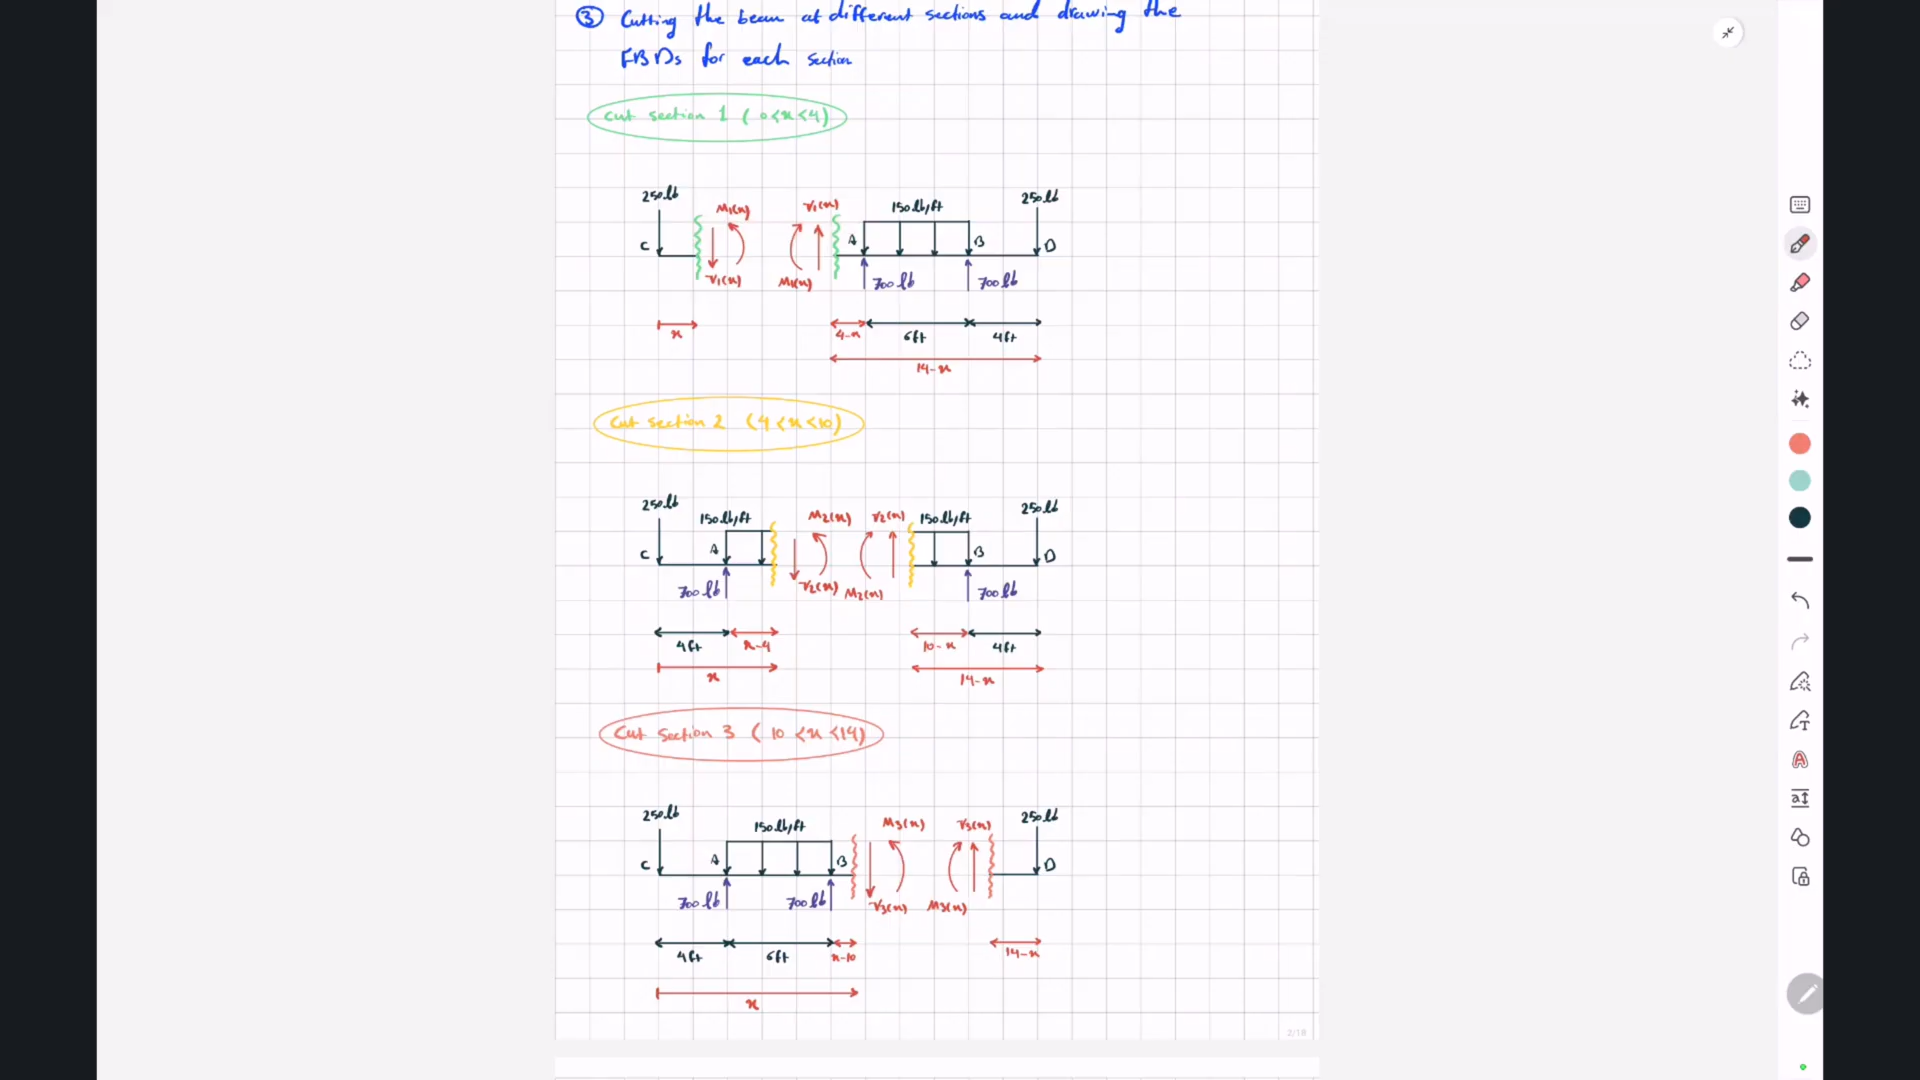 ③ Cutting the beam at different sections and drawing the
FBDs for each section
Cut section 1 (0<x<4)
250lb
M1(x)
V1(x)
150lb/ft
250lb
C
A
B
D
V1(x)
M1(x)
700lb
700lb
x
4-x
6ft
4ft
14-x
Cut section 2 (4<x<10)
250lb
150lb/ft
M2(x)
V2(x)
150lb/ft
250lb
C
A
B
D
700lb
V2(x)
M2(x)
700lb
4ft
x-4
10-x
4ft
x
14-x
Cut section 3 (10<x<14)
250lb
150lb/ft
M3(x)
V3(x)
250lb
C
A
B
D
700lb
700lb
V3(x)
M3(x)
4ft
6ft
x-10
14-x
x
2/18